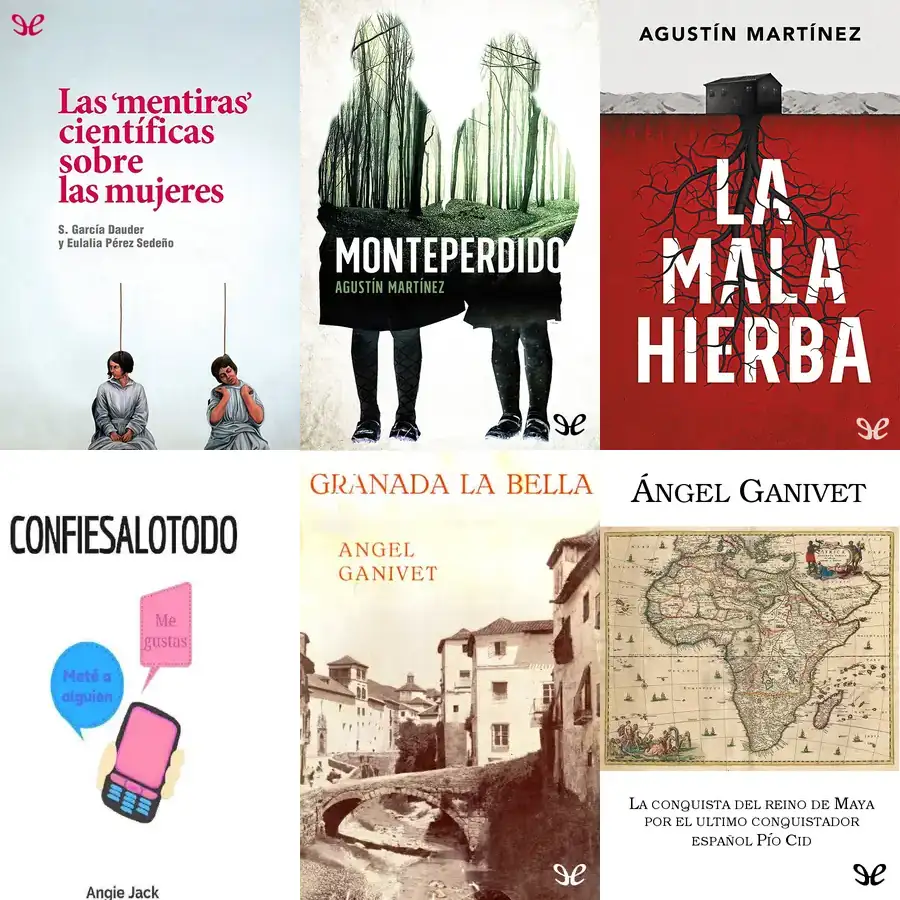 Las ‘mentiras’
científicas
sobre
las mujeres
S. García Dauder
y Eulalia Pérez Sedeño
MONTEPERDIDO
AGUSTÍN MARTÍNEZ
AGUSTÍN MARTÍNEZ
LA
MALA
HIERBA
CONFIESALOTODO
Me
gustas
Maté a
alguien
Angie Jack
GRANADA LA BELLA
ANGEL
GANIVET
ÁNGEL GANIVET
LA CONQUISTA DEL REINO DE MAYA
POR EL ULTIMO CONQUISTADOR
ESPAÑOL PÍO CID